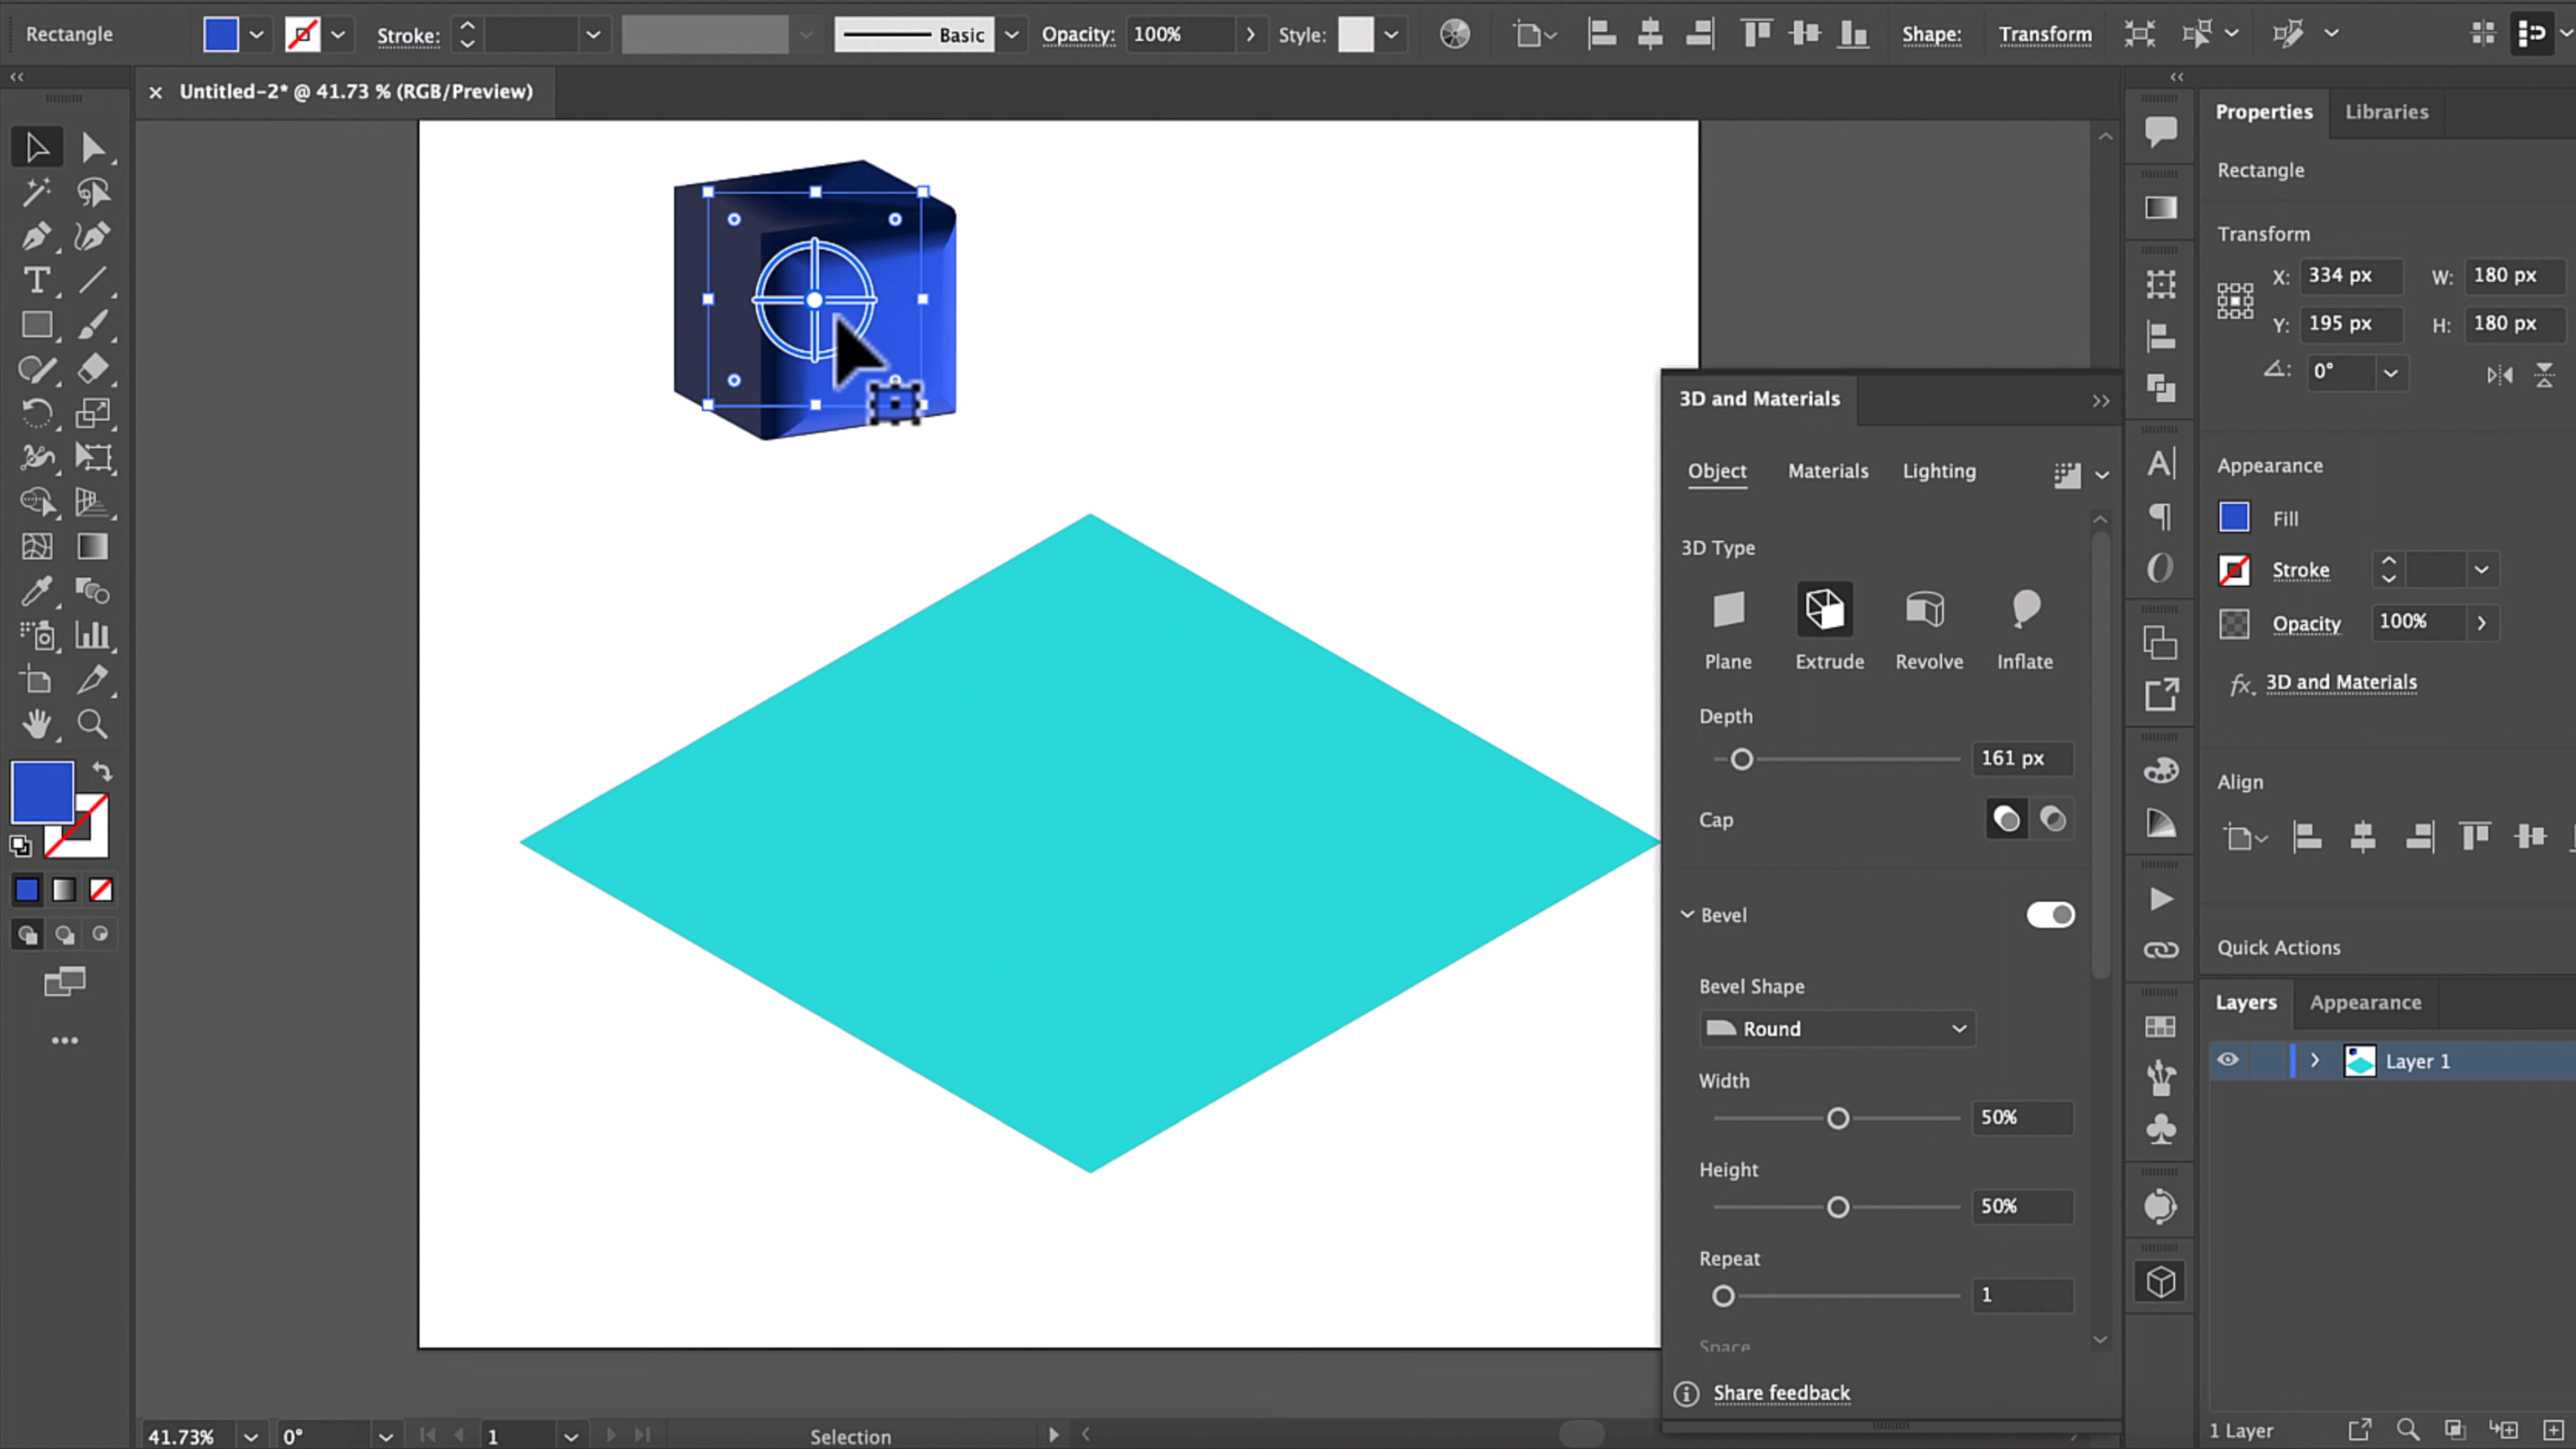 Rectangle
Stroke:
Basic
Opacity:
100%
Style:
Shape:
Transform
× Untitled-2* @ 41.73 % (RGB/Preview)
Properties
Libraries
Rectangle
Transform
X: 334 px
W: 180 px
Y: 195 px
H: 180 px
0°
Appearance
Fill
Stroke
Opacity
100%
fx. 3D and Materials
Align
Quick Actions
Layers
Appearance
Layer 1
1 Layer
3D and Materials
Object
Materials
Lighting
3D Type
Plane
Extrude
Revolve
Inflate
Depth
161 px
Cap
Bevel
Bevel Shape
Round
Width
50%
Height
50%
Repeat
1
Space
Share feedback
41.73%
0°
1
Selection